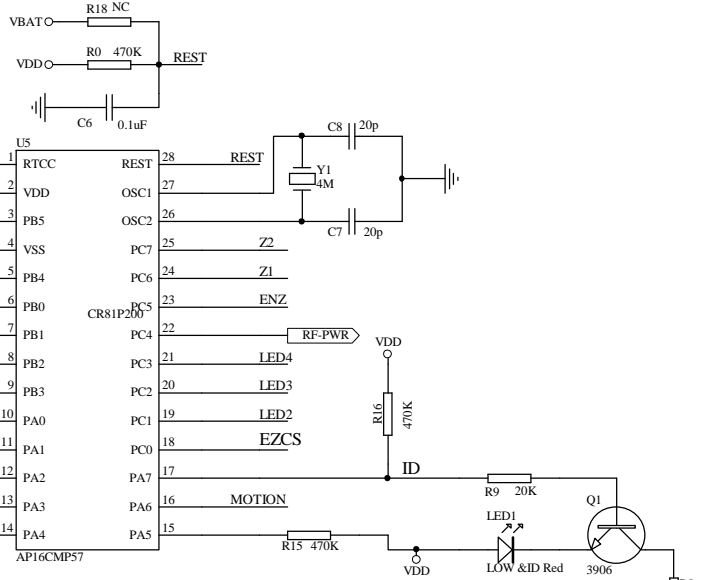 R18 NC
VBAT
R0 470K
VDD
REST
C6 0.1uF
U5
C8 20p
Y1
4M
C7 20p
1 RTCC REST 28 REST
2 VDD OSC1 27
3 PB5 OSC2 26
4 VSS PC7 25 Z2
5 PB4 PC6 24 Z1
6 PB0 PC5 23 ENZ
CR81P200
7 PB1 PC4 22 RF-PWR
VDD
8 PB2 PC3 21 LED4
9 PB3 PC2 20 LED3
R16 470K
10 PA0 PC1 19 LED2
11 PA1 PC0 18 EZCS
12 PA2 PA7 17 ID
R9 20K
13 PA3 PA6 16 MOTION
Q1
LED1
14 PA4 PA5 15
R15 470K
AP16CMP57
VDD
LOW &ID Red
3906